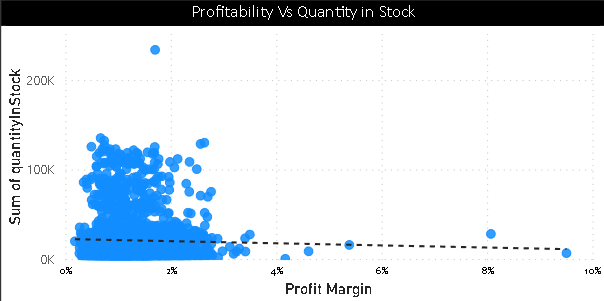 Profitability Vs Quantity in Stock
Sum of quantityInStock
200K
100K
0K
0% 2% 4% 6% 8% 10%
Profit Margin